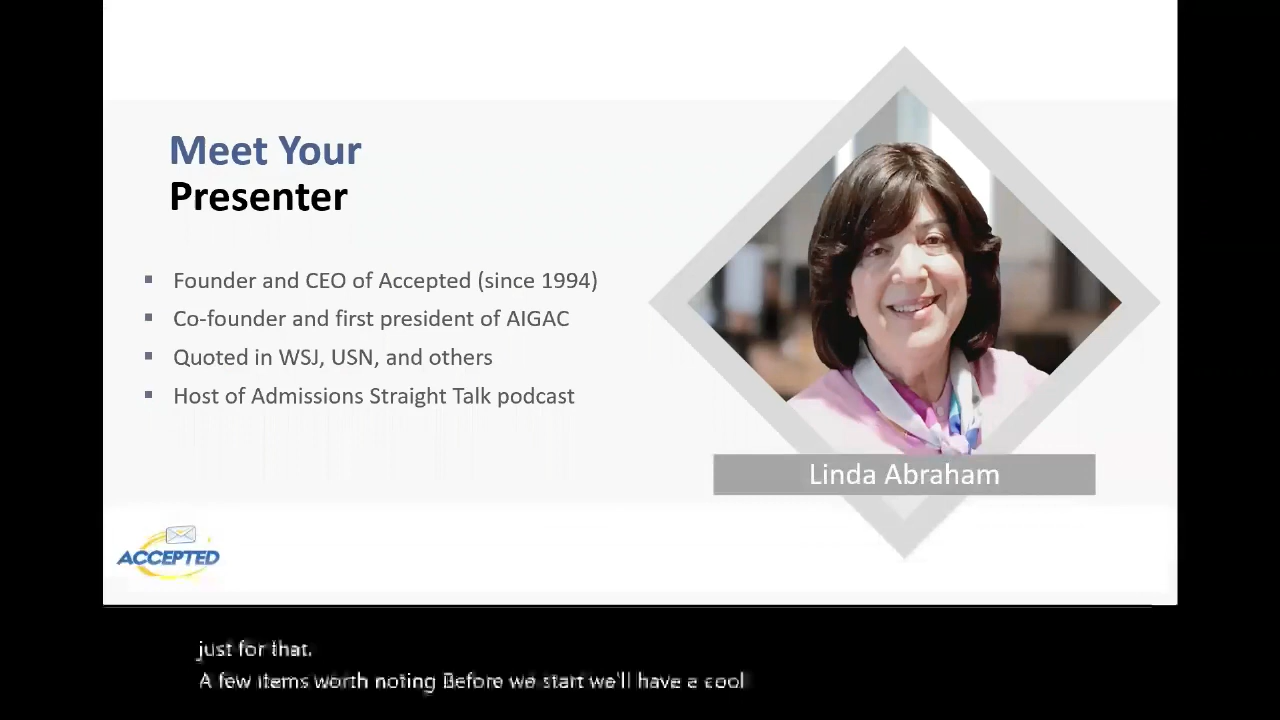 Meet Your
Presenter
Founder and CEO of Accepted (since 1994)
Co-founder and first president of AIGAC
Quoted in WSJ, USN, and others
Host of Admissions Straight Talk podcast
Linda Abraham
ACCEPTED
just for that.
A few items worth noting Before we start we'll have a cool